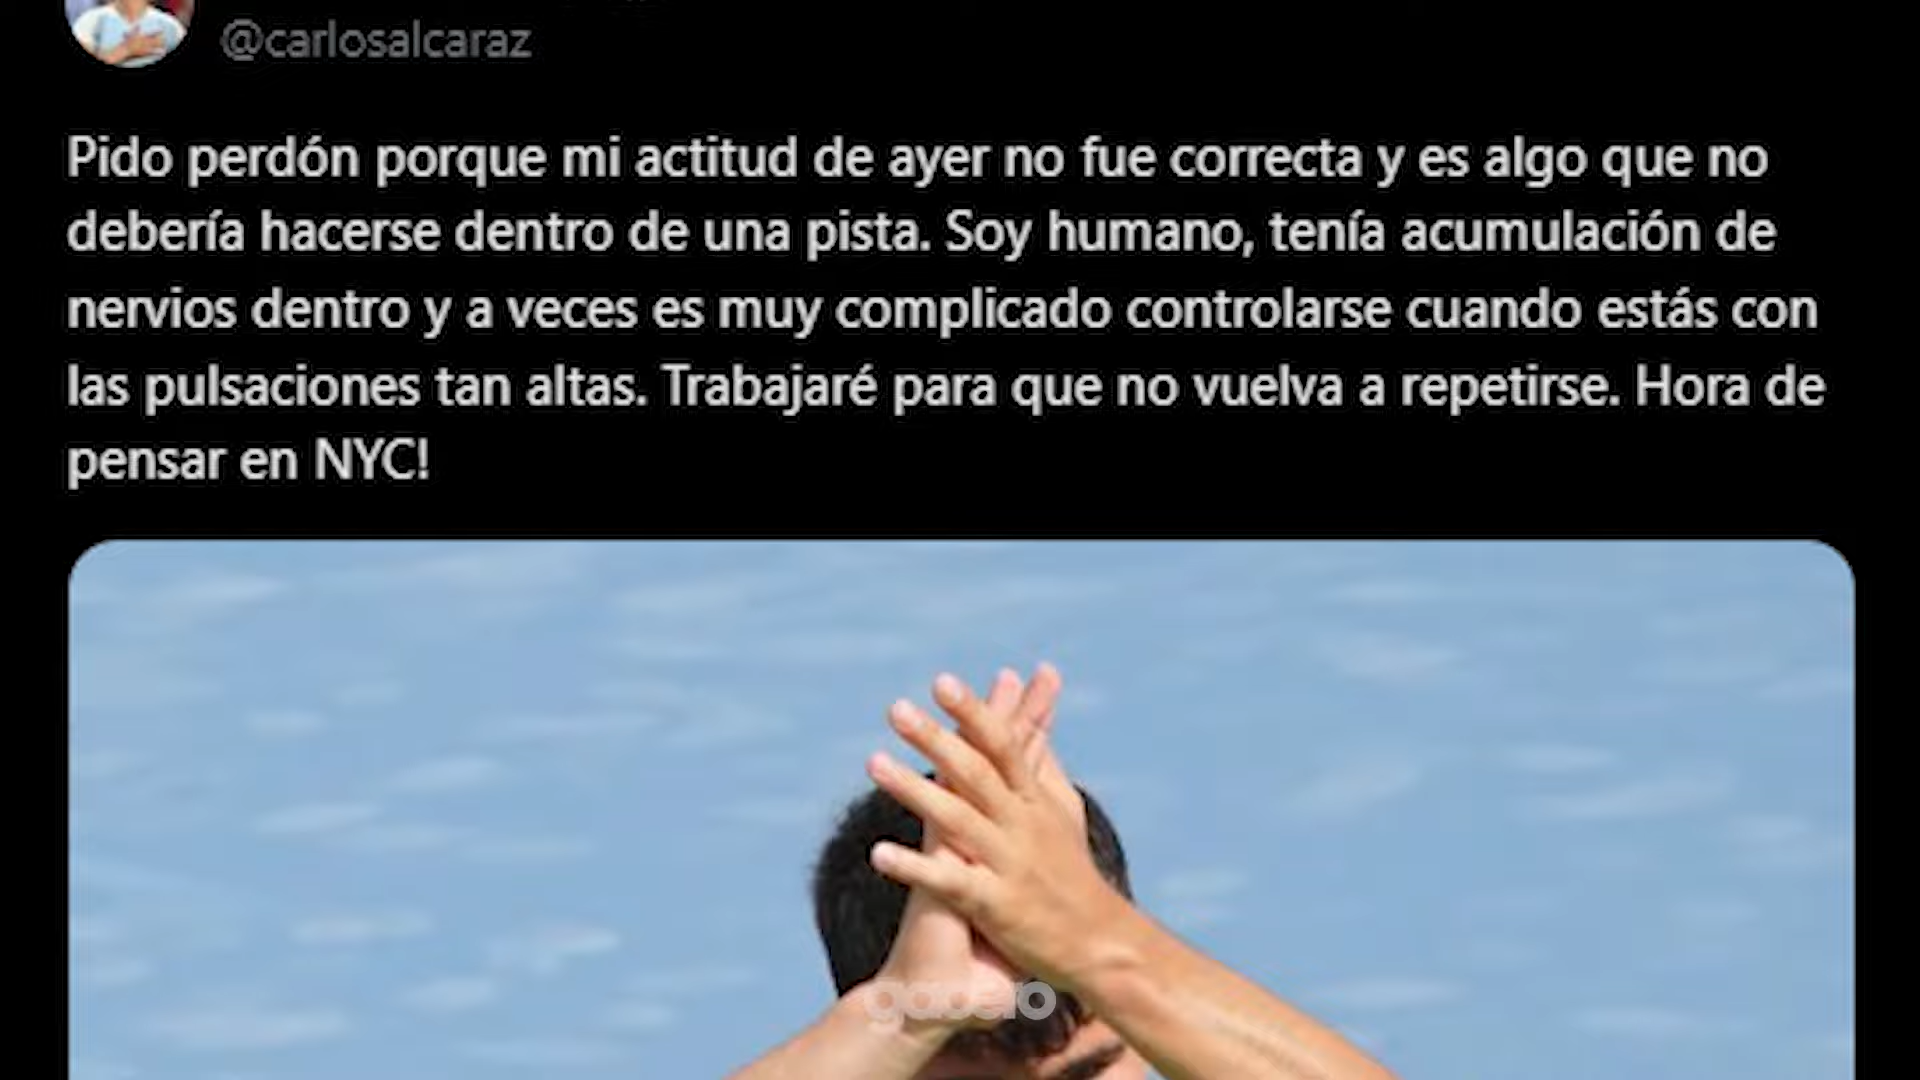 @carlosalcaraz
Pido perdón porque mi actitud de ayer no fue correcta y es algo que no
debería hacerse dentro de una pista. Soy humano, tenía acumulación de
nervios dentro y a veces es muy complicado controlarse cuando estás con
las pulsaciones tan altas. Trabajaré para que no vuelva a repetirse. Hora de
pensar en NYC!